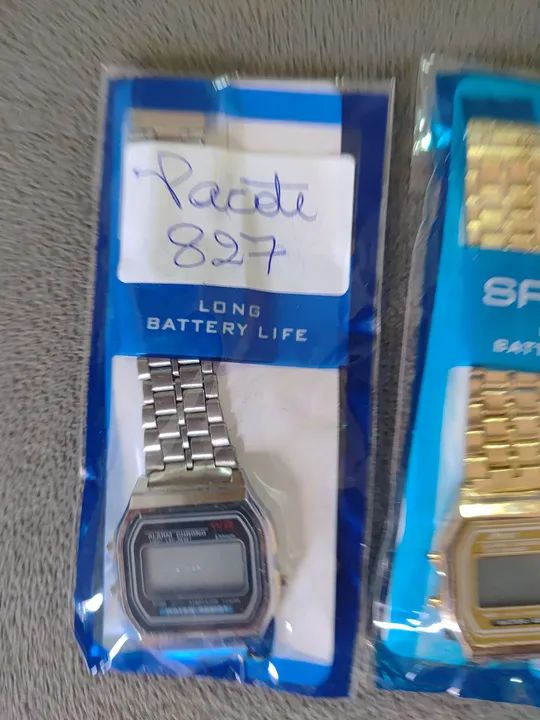 Pacote
827
LONG
BATTERY LIFE
ALARM CHRONO
WR
WATER RESIST